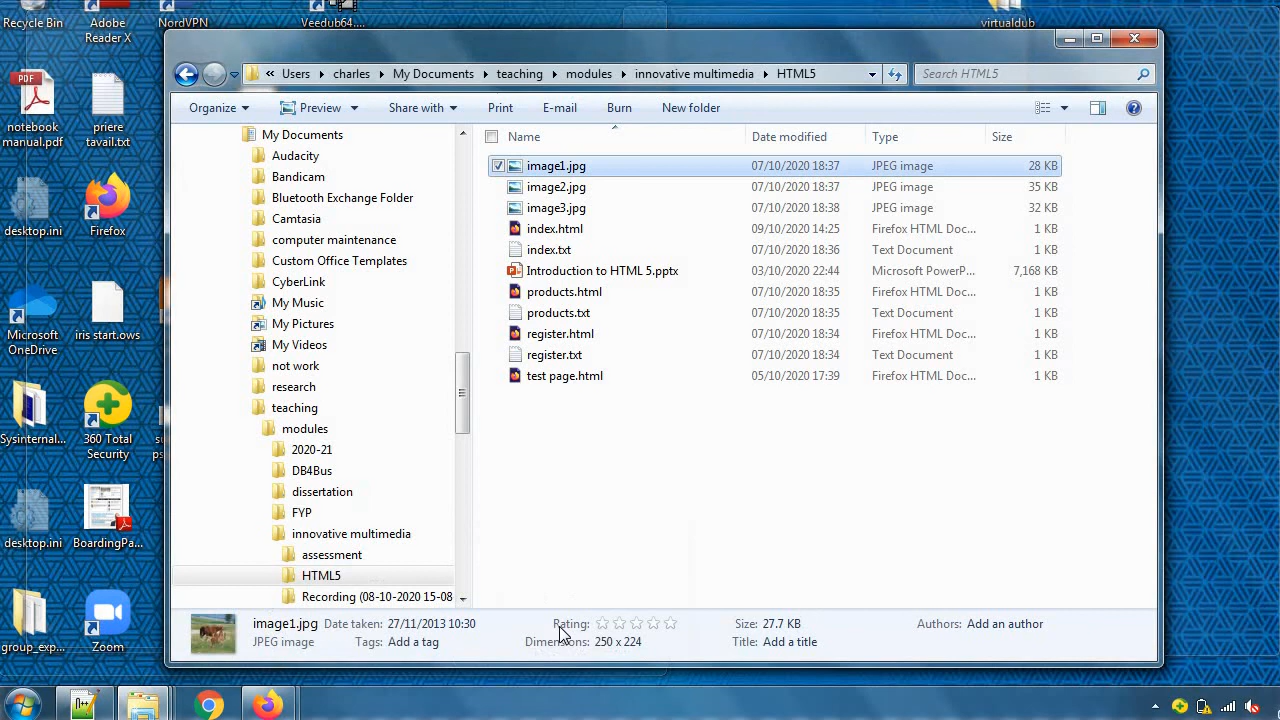 Recycle Bin
Adobe
Reader X
NordVPN
Veedub64....
virtualdub
PDF
notebook
manual.pdf
priere
tavail.txt
desktop.ini
Firefox
Microsoft
OneDrive
iris start.ows
Sysinternal...
360 Total
Security
su
ps
desktop.ini
BoardingPa...
group_exp...
Zoom
« Users charles My Documents teaching modules innovative multimedia HTML5
Search HTML5
Organize Preview Share with Print E-mail Burn New folder
My Documents
Audacity
Bandicam
Bluetooth Exchange Folder
Camtasia
computer maintenance
Custom Office Templates
CyberLink
My Music
My Pictures
My Videos
not work
research
teaching
modules
2020-21
DB4Bus
dissertation
FYP
innovative multimedia
assessment
HTML5
Recording (08-10-2020 15-08
Name Date modified Type Size
image1.jpg 07/10/2020 18:37 JPEG image 28 KB
image2.jpg 07/10/2020 18:37 JPEG image 35 KB
image3.jpg 07/10/2020 18:38 JPEG image 32 KB
index.html 09/10/2020 14:25 Firefox HTML Doc... 1 KB
index.txt 07/10/2020 18:36 Text Document 1 KB
Introduction to HTML 5.pptx 03/10/2020 22:44 Microsoft PowerP... 7,168 KB
products.html 07/10/2020 18:35 Firefox HTML Doc... 1 KB
products.txt 07/10/2020 18:35 Text Document 1 KB
register.html 07/10/2020 18:34 Firefox HTML Doc... 1 KB
register.txt 07/10/2020 18:34 Text Document 1 KB
test page.html 05/10/2020 17:39 Firefox HTML Doc... 1 KB
image1.jpg Date taken: 27/11/2013 10:30 Rating: Size: 27.7 KB Authors: Add an author
JPEG image Tags: Add a tag Dimensions: 250 x 224 Title: Add a title